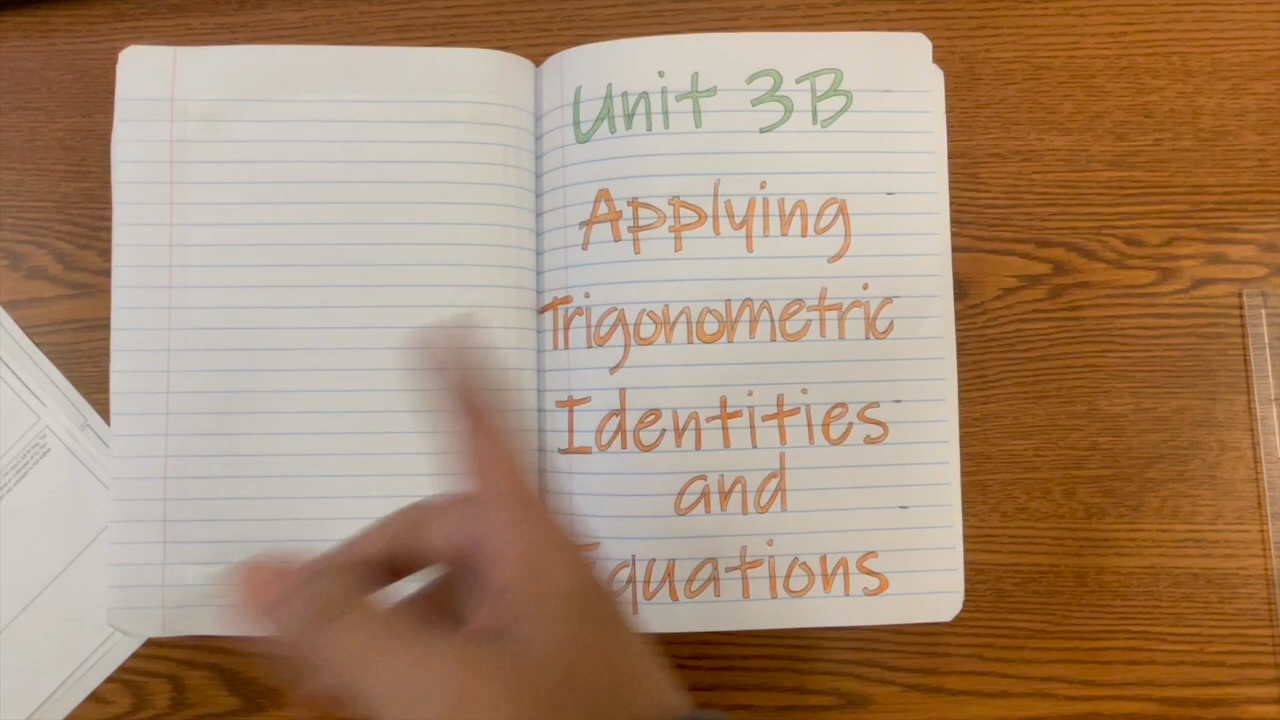 Unit 3B
Applying
Trigonometric
Identities
and
Equations